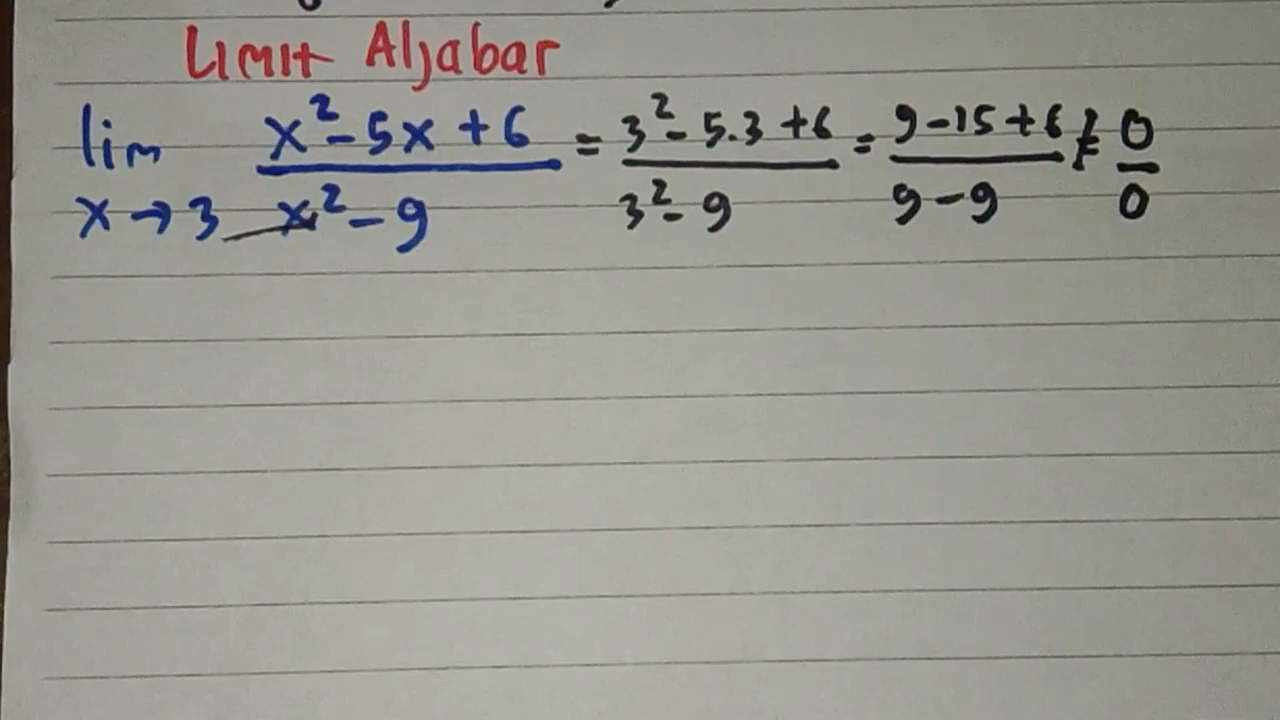 Limit Aljabar
lim x→3 (x² - 5x + 6)/(x² - 9) = (3² - 5.3 + 6)/(3² - 9) = (9 - 15 + 6)/(9 - 9) ≠ 0/0